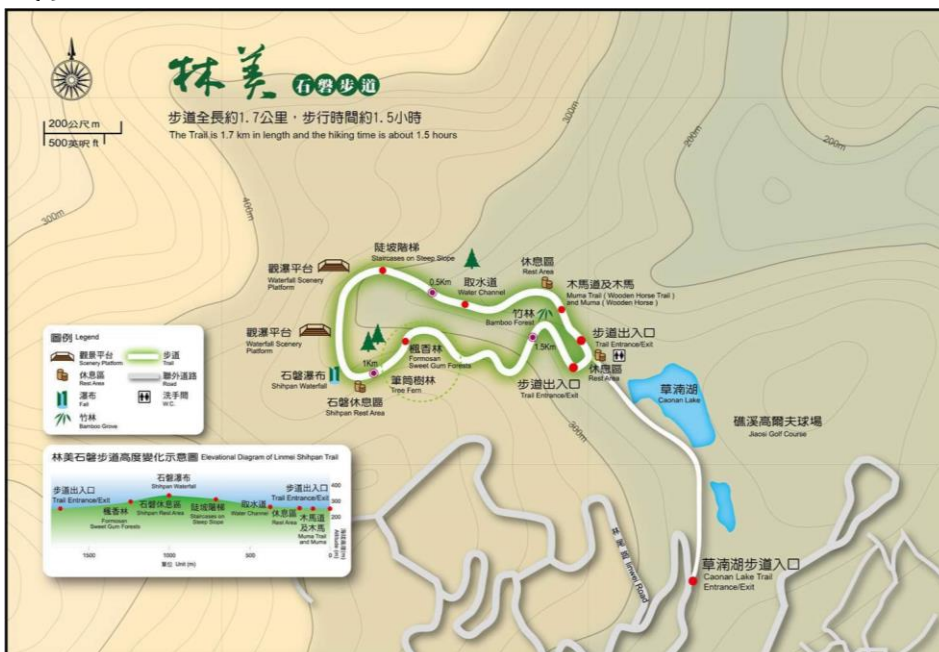 林美 石磐步道
步道全長約1.7公里，步行時間約1.5小時
The Trail is 1.7 km in length and the hiking time is about 1.5 hours
200公尺 m
500英呎 ft
300m
400m
300m
200m
200m
陡坡階梯
Staircases on Steep Slope
觀瀑平台
Waterfall Scenery
Platform
0.5Km
取水道
Water Channel
休息區
Rest Area
木馬道及木馬
Muma Trail ( Wooden Horse Trail )
and Muma ( Wooden Horse )
竹林
Bamboo Forest
觀瀑平台
Waterfall Scenery
Platform
1.5Km
步道出入口
Trail Entrance/Exit
楓香林
Formosan
Sweet Gum Forests
1Km
石磐瀑布
Shihpan Waterfall
筆筒樹林
Tree Fern
石磐休息區
Shihpan Rest Area
步道出入口
Trail Entrance/Exit
休息區
Rest Area
300m
草湳湖
Caonan Lake
礁溪高爾夫球場
Jiaosi Golf Course
林尾路 Jinwei Road
草湳湖步道入口
Caonan Lake Trail
Entrance/Exit
圖例 Legend
觀景平台
Scenery Platform
步道
Trail
休息區
Rest Area
聯外道路
Road
瀑布
Fall
洗手間
W.C.
竹林
Bamboo Grove
林美石磐步道高度變化示意圖 Elevational Diagram of Linmei Shihpan Trail
石磐瀑布
Shihpan Waterfall
步道出入口
Trail Entrance/Exit
楓香林
Formosan
Sweet Gum Forests
石磐休息區
Shihpan Rest Area
陡坡階梯
Staircases on
Steep Slope
取水道
Water Channel
步道出入口
Trail Entrance/Exit
休息區
Rest Area
木馬道
及木馬
Muma Trail
and Muma
400
300
200
Altitude (m)
1500
1000
500
0
單位 Unit (m)